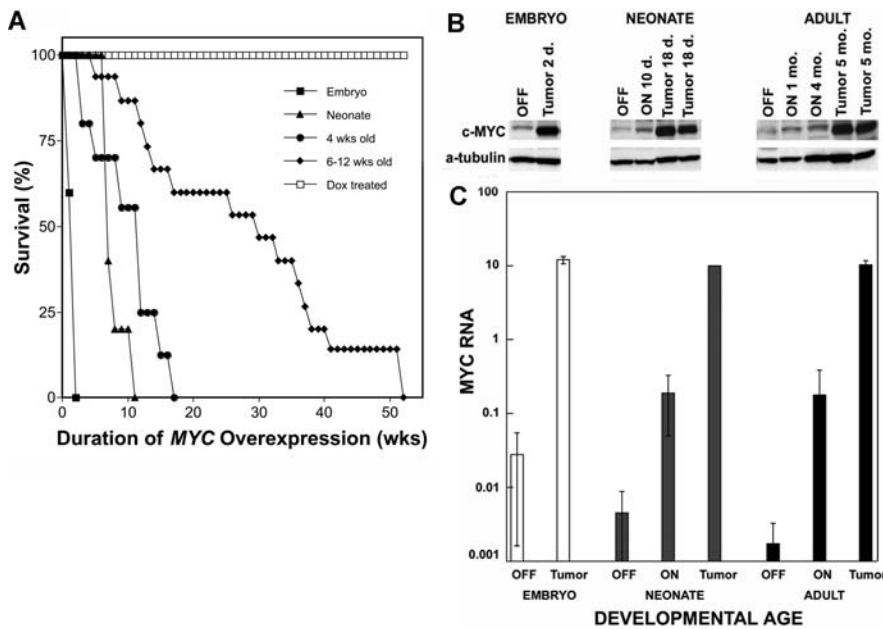 A
Survival (%)
100
75
50
25
0
Embryo
Neonate
4 wks old
6-12 wks old
Dox treated
0 10 20 30 40 50
Duration of MYC Overexpression (wks)
B
EMBRYO NEONATE ADULT
OFF
Tumor 2 d.
OFF
ON 10 d.
Tumor 18 d.
Tumor 18 d.
OFF
ON 1 mo.
ON 4 mo.
Tumor 5 mo.
Tumor 5 mo.
c-MYC
a-tubulin
C
MYC RNA
100
10
1
0.1
0.01
0.001
OFF Tumor OFF ON Tumor OFF ON Tumor
EMBRYO NEONATE ADULT
DEVELOPMENTAL AGE